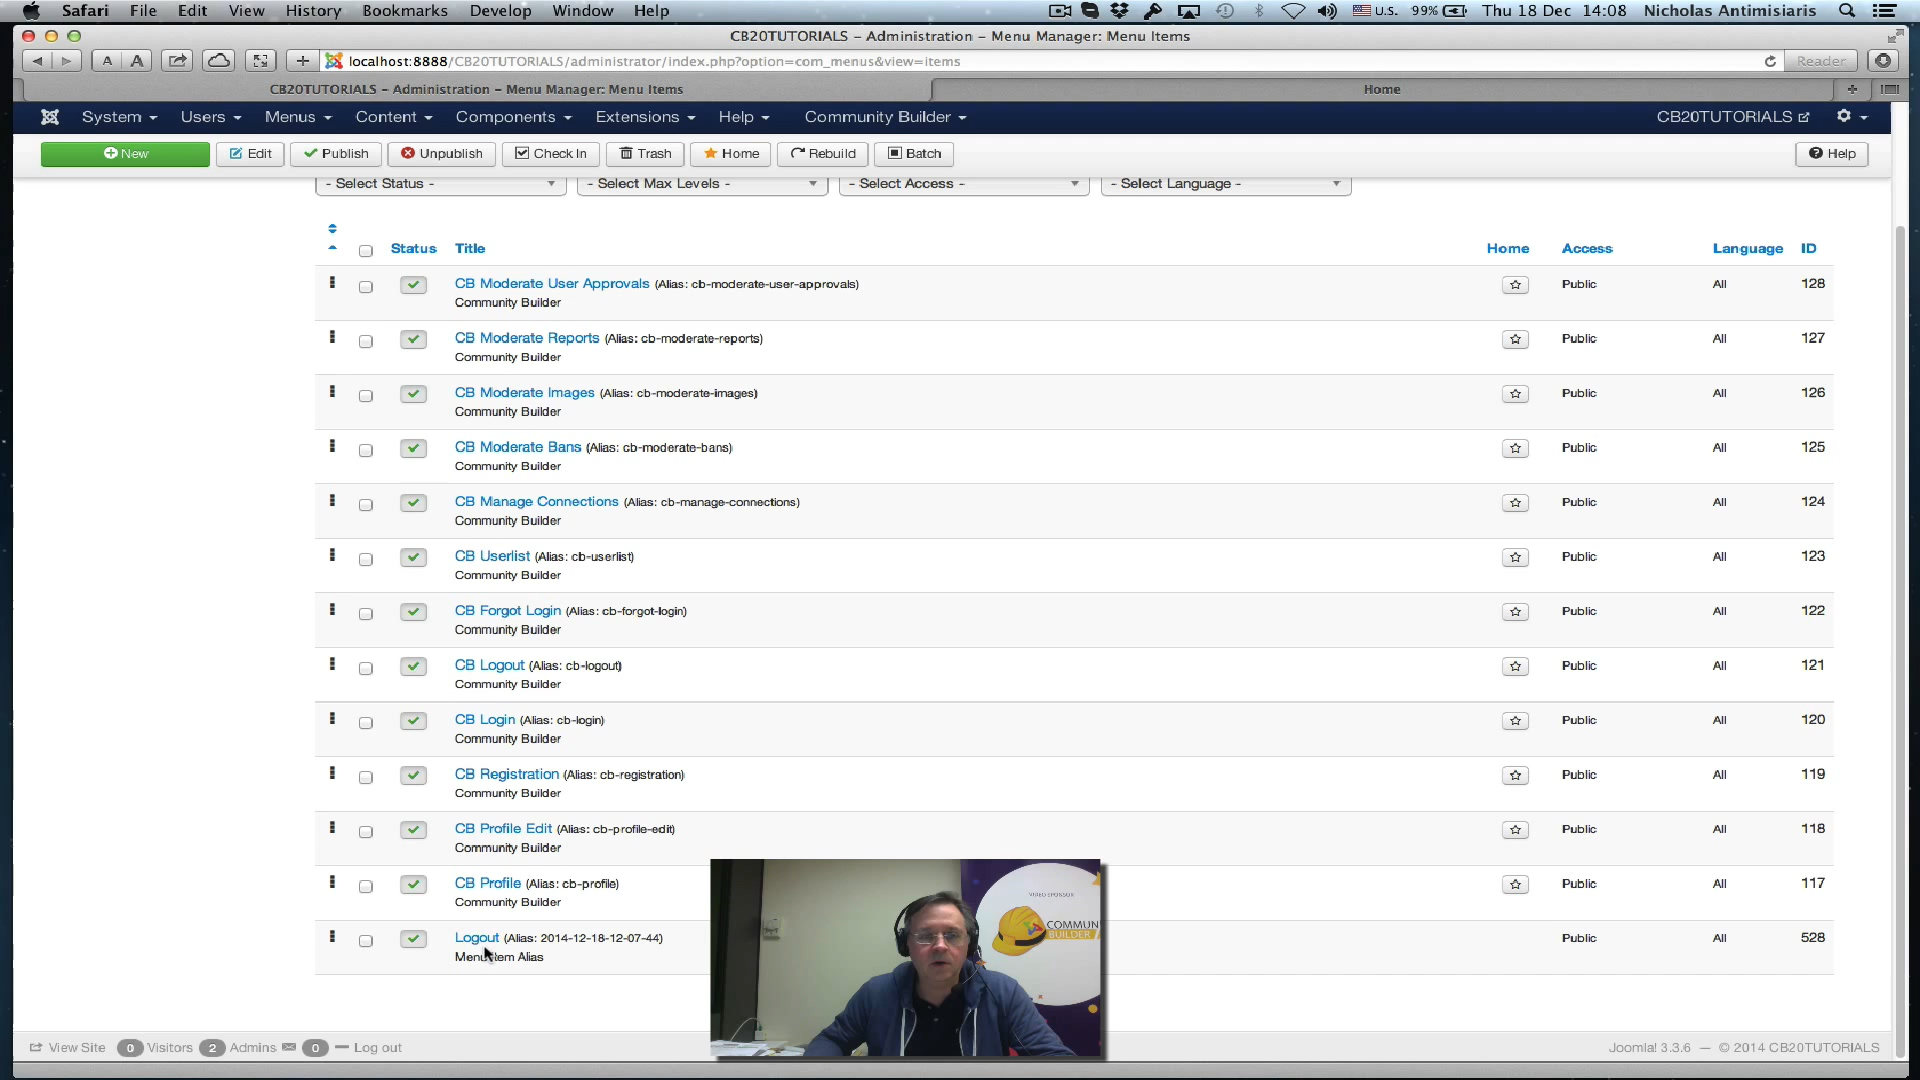 Safari File Edit View History Bookmarks Develop Window Help U.S. 99% Thu 18 Dec 14:08 Nicholas Antimisiaris
CB20TUTORIALS – Administration – Menu Manager: Menu Items
A A localhost:8888/CB20TUTORIALS/administrator/index.php?option=com_menus&view=items Reader
CB20TUTORIALS – Administration – Menu Manager: Menu Items Home
System Users Menus Content Components Extensions Help Community Builder CB20TUTORIALS
New Edit Publish Unpublish Check In Trash Home Rebuild Batch Help
- Select Status - - Select Max Levels - - Select Access - - Select Language -
Status Title Home Access Language ID
CB Moderate User Approvals (Alias: cb-moderate-user-approvals) Public All 128
Community Builder
CB Moderate Reports (Alias: cb-moderate-reports) Public All 127
Community Builder
CB Moderate Images (Alias: cb-moderate-images) Public All 126
Community Builder
CB Moderate Bans (Alias: cb-moderate-bans) Public All 125
Community Builder
CB Manage Connections (Alias: cb-manage-connections) Public All 124
Community Builder
CB Userlist (Alias: cb-userlist) Public All 123
Community Builder
CB Forgot Login (Alias: cb-forgot-login) Public All 122
Community Builder
CB Logout (Alias: cb-logout) Public All 121
Community Builder
CB Login (Alias: cb-login) Public All 120
Community Builder
CB Registration (Alias: cb-registration) Public All 119
Community Builder
CB Profile Edit (Alias: cb-profile-edit) Public All 118
Community Builder
CB Profile (Alias: cb-profile) Public All 117
Community Builder
VIDEO SPONSOR
COMMUN
BUILDER
Logout (Alias: 2014-12-18-12-07-44) Public All 528
Menu Item Alias
View Site 0 Visitors 2 Admins 0 Log out Joomla! 3.3.6 — © 2014 CB20TUTORIALS